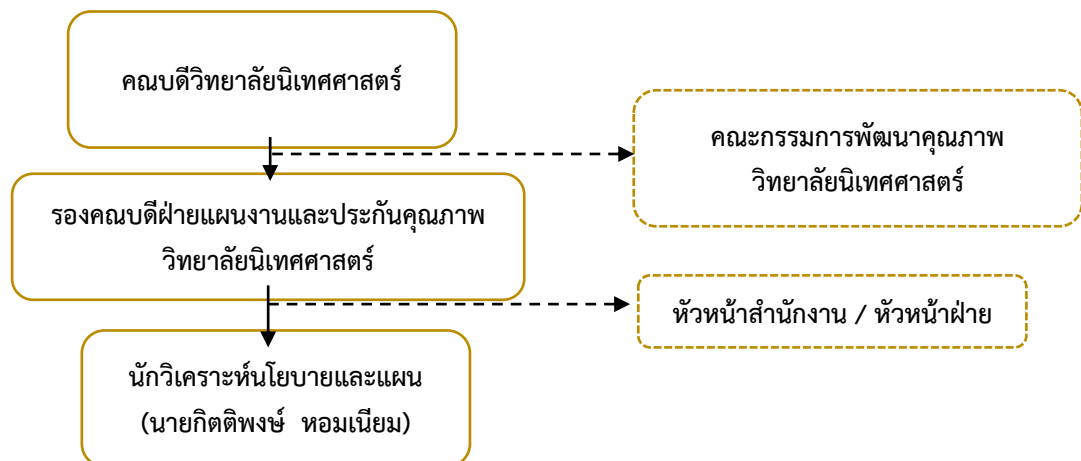 คณบดีวิทยาลัยนิเทศศาสตร์
คณะกรรมการพัฒนาคุณภาพ
วิทยาลัยนิเทศศาสตร์
รองคณบดีฝ่ายแผนงานและประกันคุณภาพ
วิทยาลัยนิเทศศาสตร์
หัวหน้าสำนักงาน / หัวหน้าฝ่าย
นักวิเคราะห์นโยบายและแผน
(นายกิตติพงษ์ หอมเนียม)